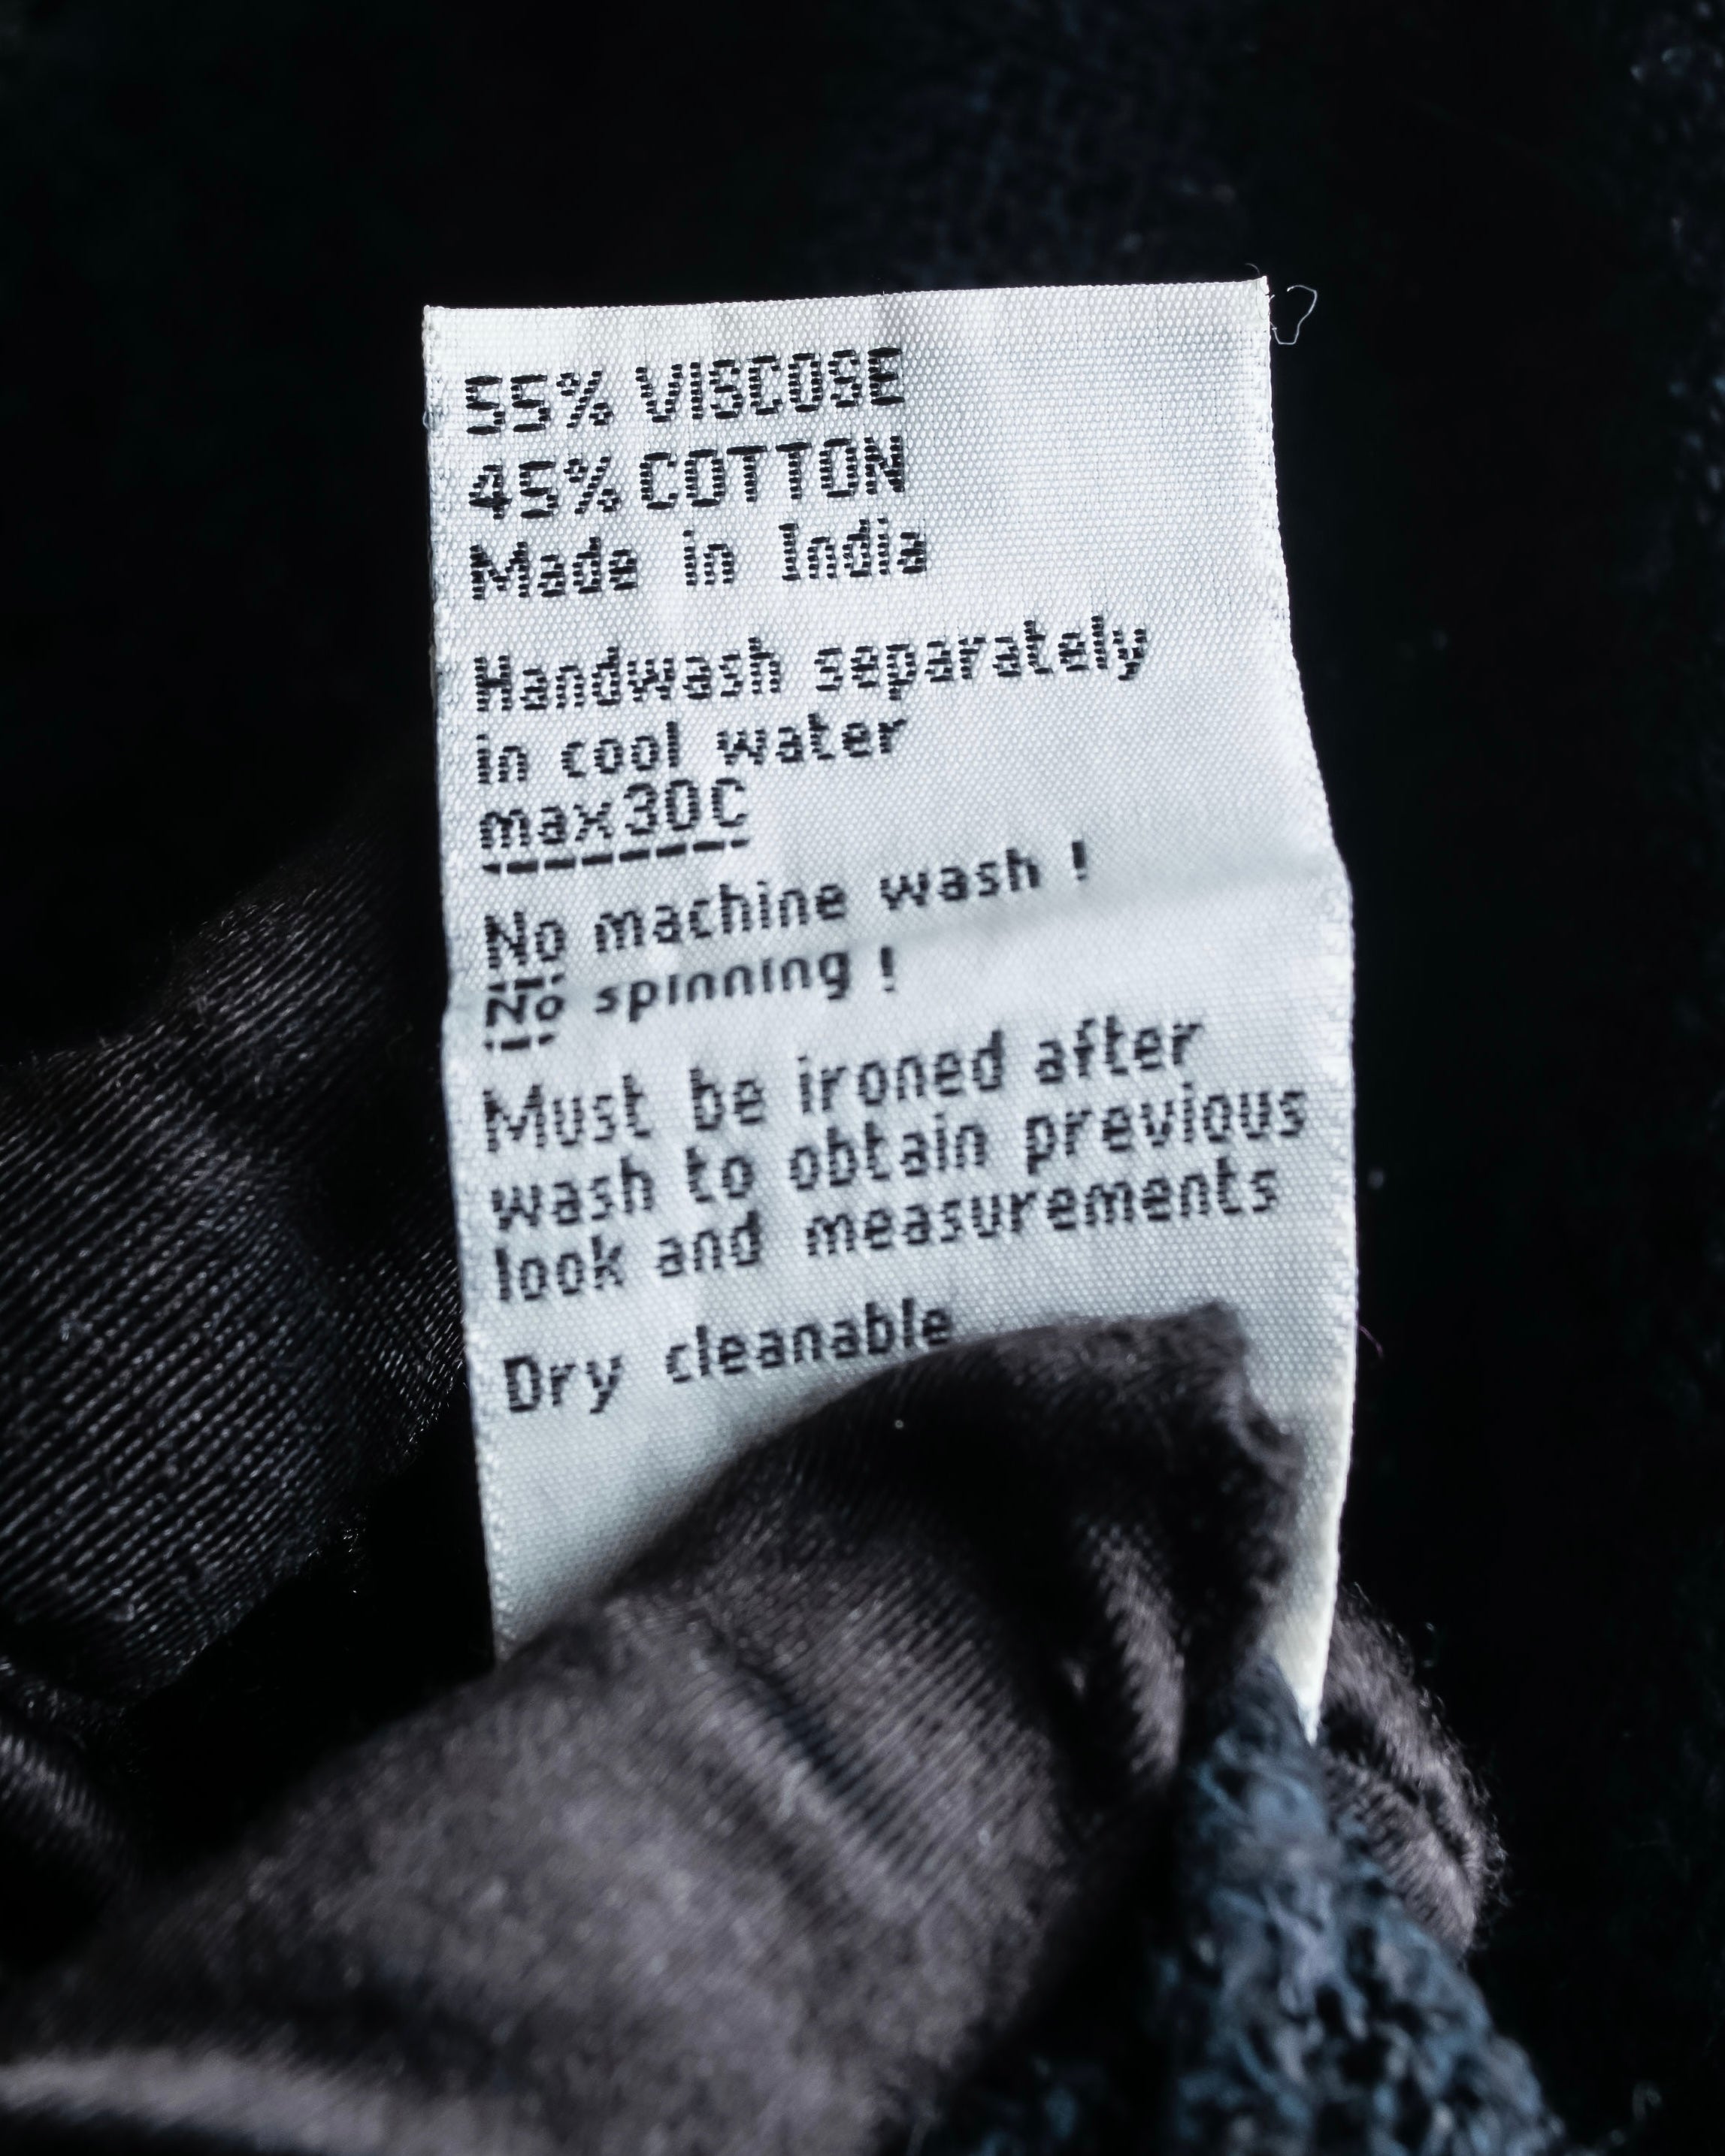 55% VISCOSE
45% COTTON
Made in India
Handwash separately
in cool water
max30C
No machine wash !
No spinning !
Must be ironed after
wash to obtain previous
look and measurements
Dry cleanable